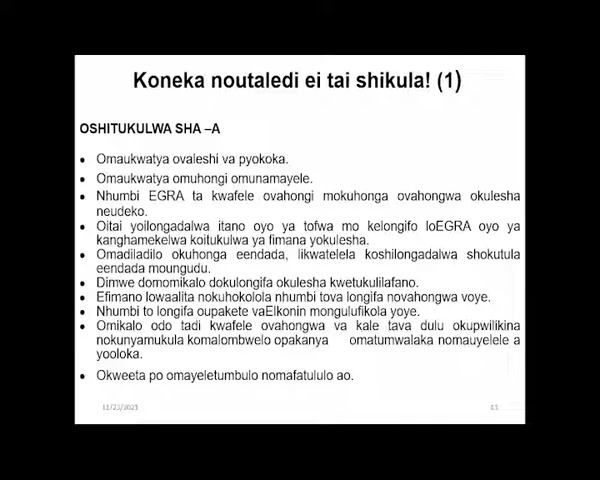 Koneka noutaledi ei tai shikula! (1)
OSHITUKULWA SHA –A
• Omaukwatya ovaleshi va pyokoka.
• Omaukwatya omuhongi omunamayele.
• Nhumbi EGRA ta kwafele ovahongi mokuhonga ovahongwa okulesha
neudeko.
• Oitai yoilongadalwa itano oyo ya tofwa mo kelongifo loEGRA oyo ya
kanghamekelwa koitukulwa ya fimana yokulesha.
• Omadiladilo okuhonga eendada, likwatelela koshilongadalwa shokutula
eendada moungudu.
• Dimwe domomikalo dokulongifa okulesha kwetukulilafano.
• Efimano lowaalita nokuhokolola nhumbi tova longifa novahongwa voye.
• Nhumbi to longifa oupakete vaElkonin mongulufikola yoye.
• Omikalo odo tadi kwafele ovahongwa va kale tava dulu okupwilikina
nokunyamukula komalombwelo opakanya omatumwalaka nomauyelele a
yooloka.
• Okweeta po omayeletumbulo nomafatululo ao.
11/23/2021